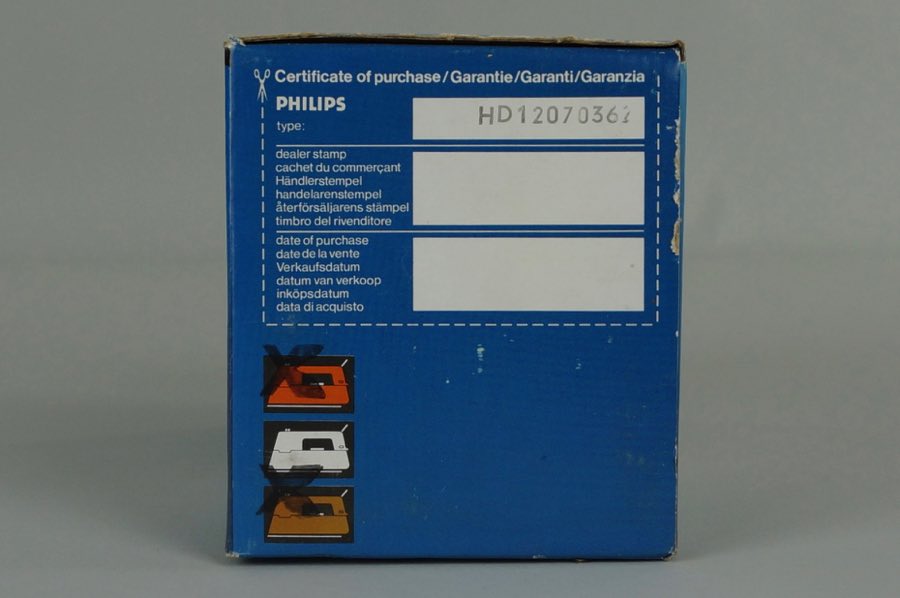 Certificate of purchase/Garantie/Garanti/Garanzia
PHILIPS
type:
HD12070362
dealer stamp
cachet du commerçant
Händlerstempel
handelarenstempel
återförsäljarens stämpel
timbro del rivenditore
date of purchase
date de la vente
Verkaufsdatum
datum van verkoop
inköpsdatum
data di acquisto